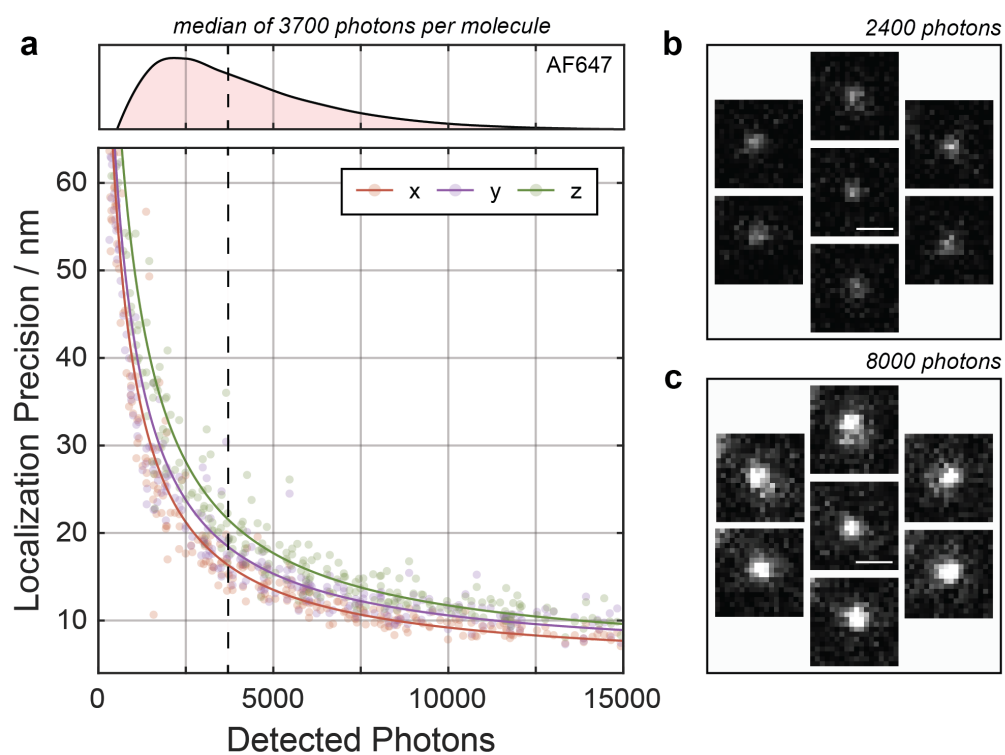 a
median of 3700 photons per molecule
AF647
x y z
60
50
40
30
20
10
Localization Precision / nm
0 5000 10000 15000
Detected Photons
b
2400 photons
c
8000 photons